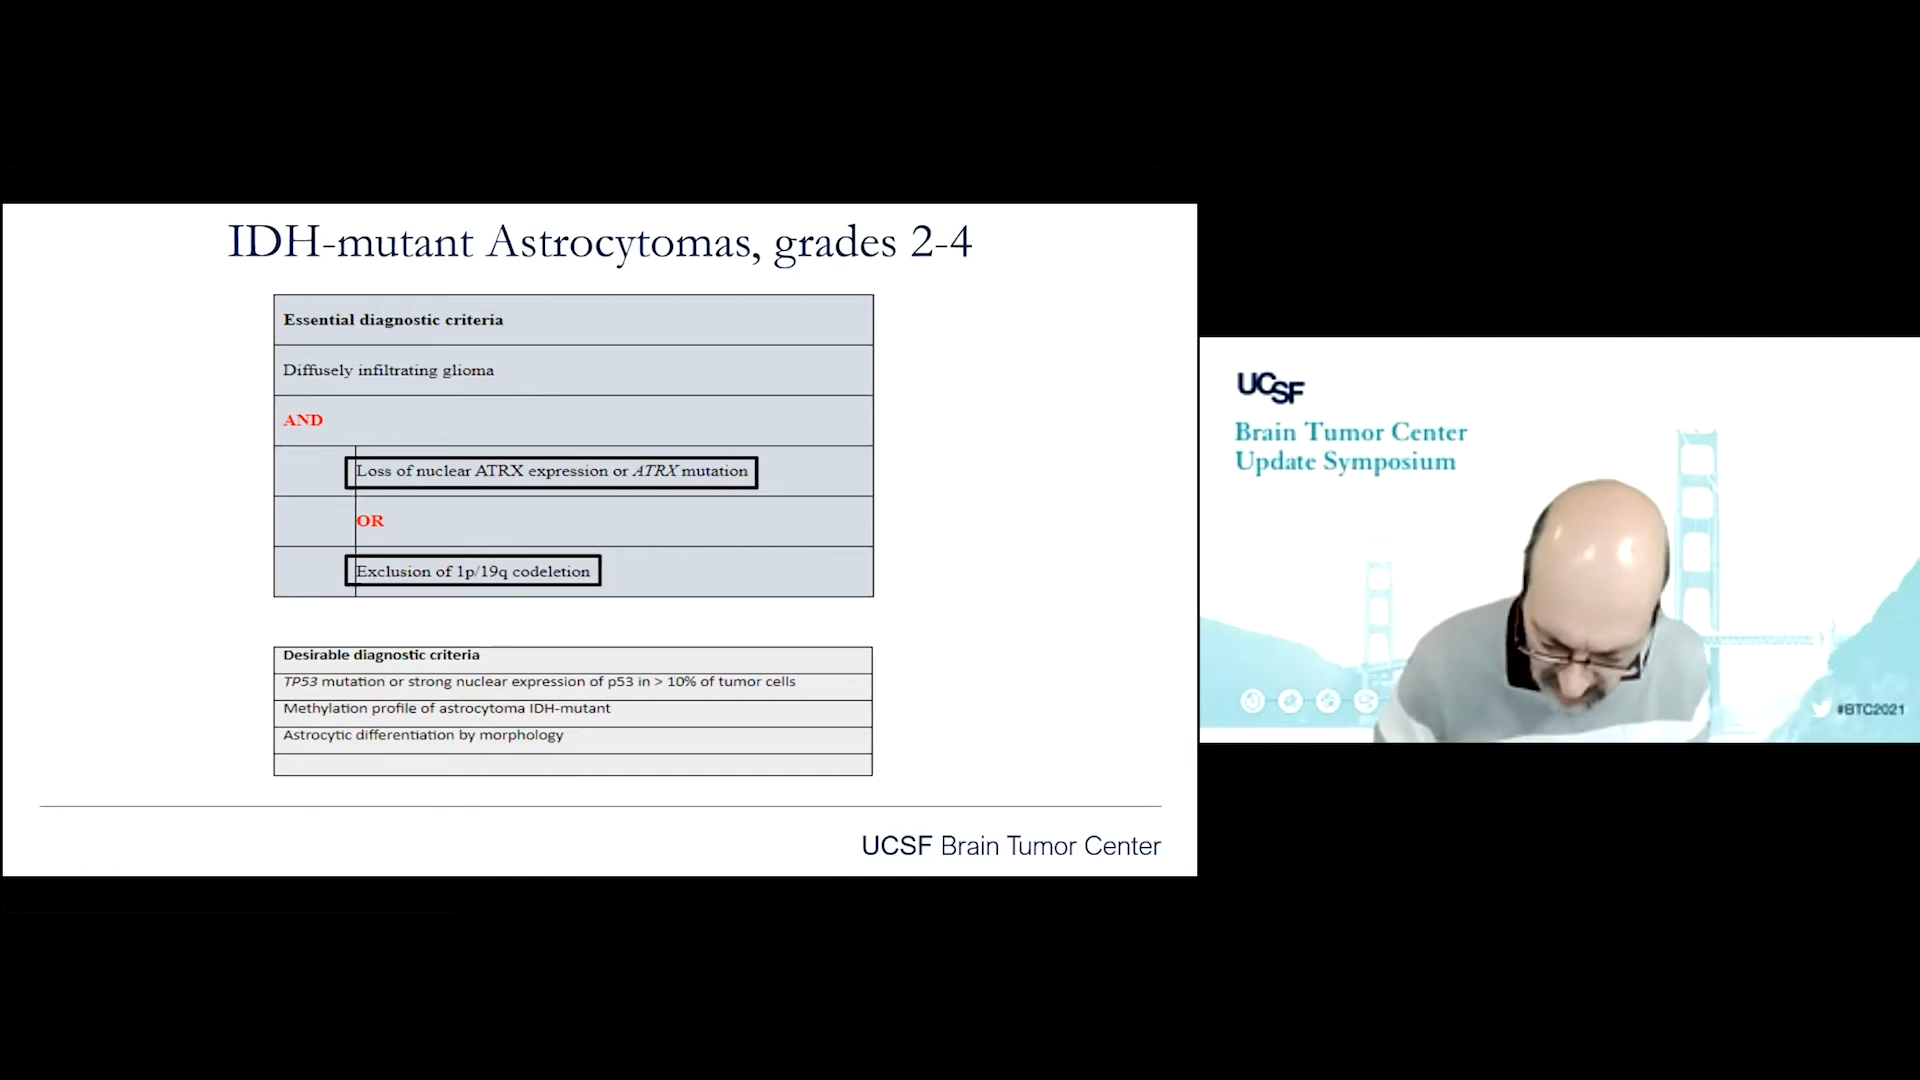 IDH-mutant Astrocytomas, grades 2-4
Essential diagnostic criteria
Diffusely infiltrating glioma
AND
Loss of nuclear ATRX expression or ATRX mutation
OR
Exclusion of 1p/19q codeletion
Desirable diagnostic criteria
TP53 mutation or strong nuclear expression of p53 in > 10% of tumor cells
Methylation profile of astrocytoma IDH-mutant
Astrocytic differentiation by morphology
UCSF Brain Tumor Center
UCSF
Brain Tumor Center
Update Symposium
#BTC2021